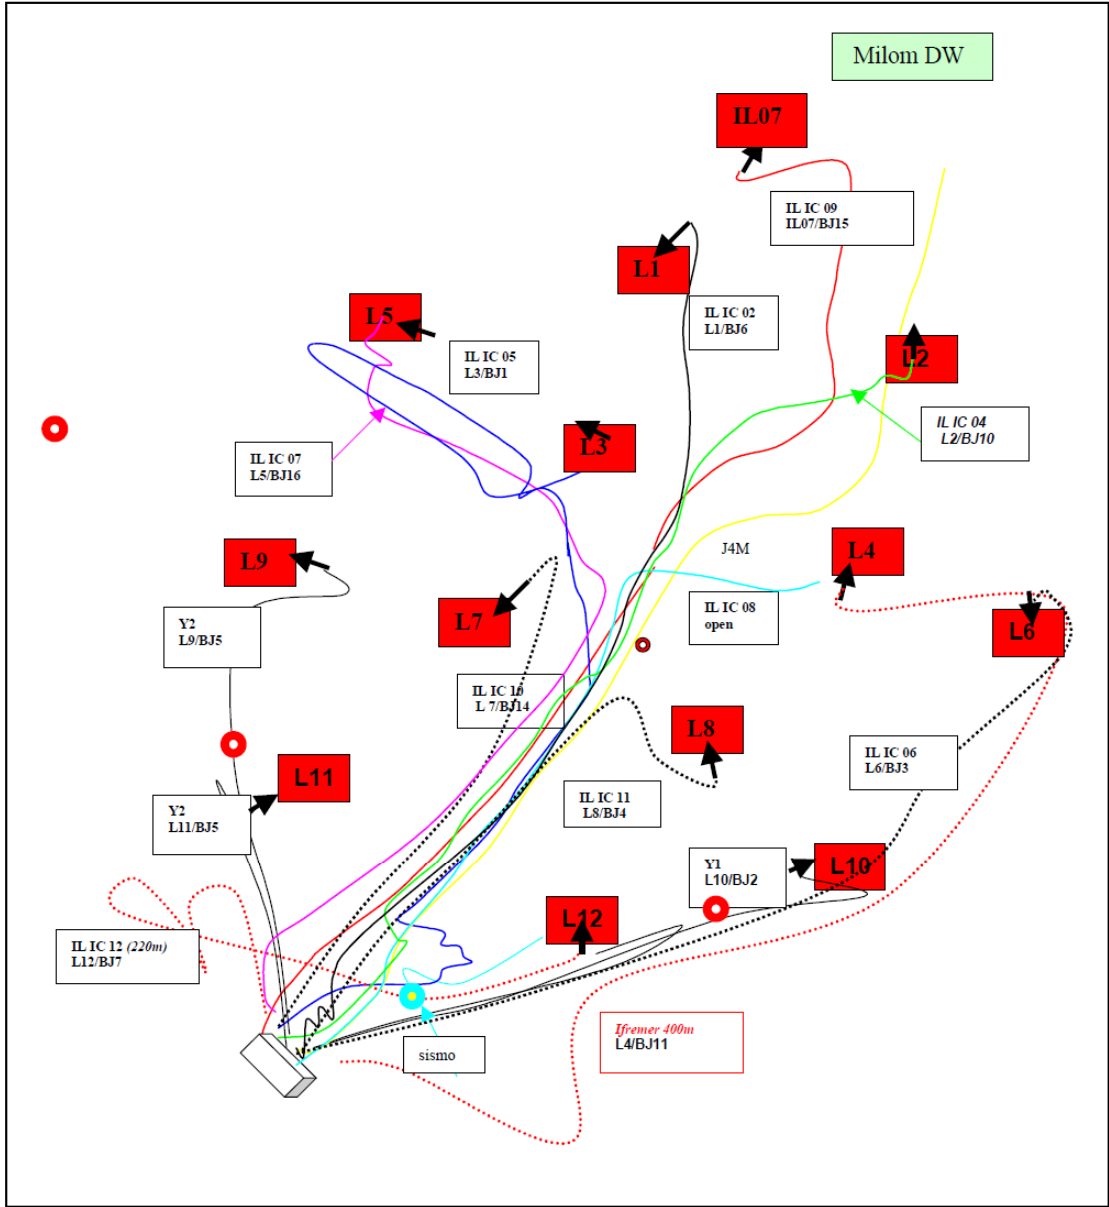 Milom DW
IL07
IL IC 09
IL07/BJ15
L1
IL IC 02
L1/BJ6
L5
IL IC 05
L3/BJ1
L2
IL IC 04
L2/BJ10
L3
IL IC 07
L5/BJ16
J4M
L4
L9
IL IC 08
open
L7
L6
Y2
L9/BJ5
IL IC 10
L 7/BJ14
L8
IL IC 06
L6/BJ3
L11
IL IC 11
L8/BJ4
Y2
L11/BJ5
Y1
L10/BJ2
L10
L12
IL IC 12 (220m)
L12/BJ7
Ifremer 400m
L4/BJ11
sismo